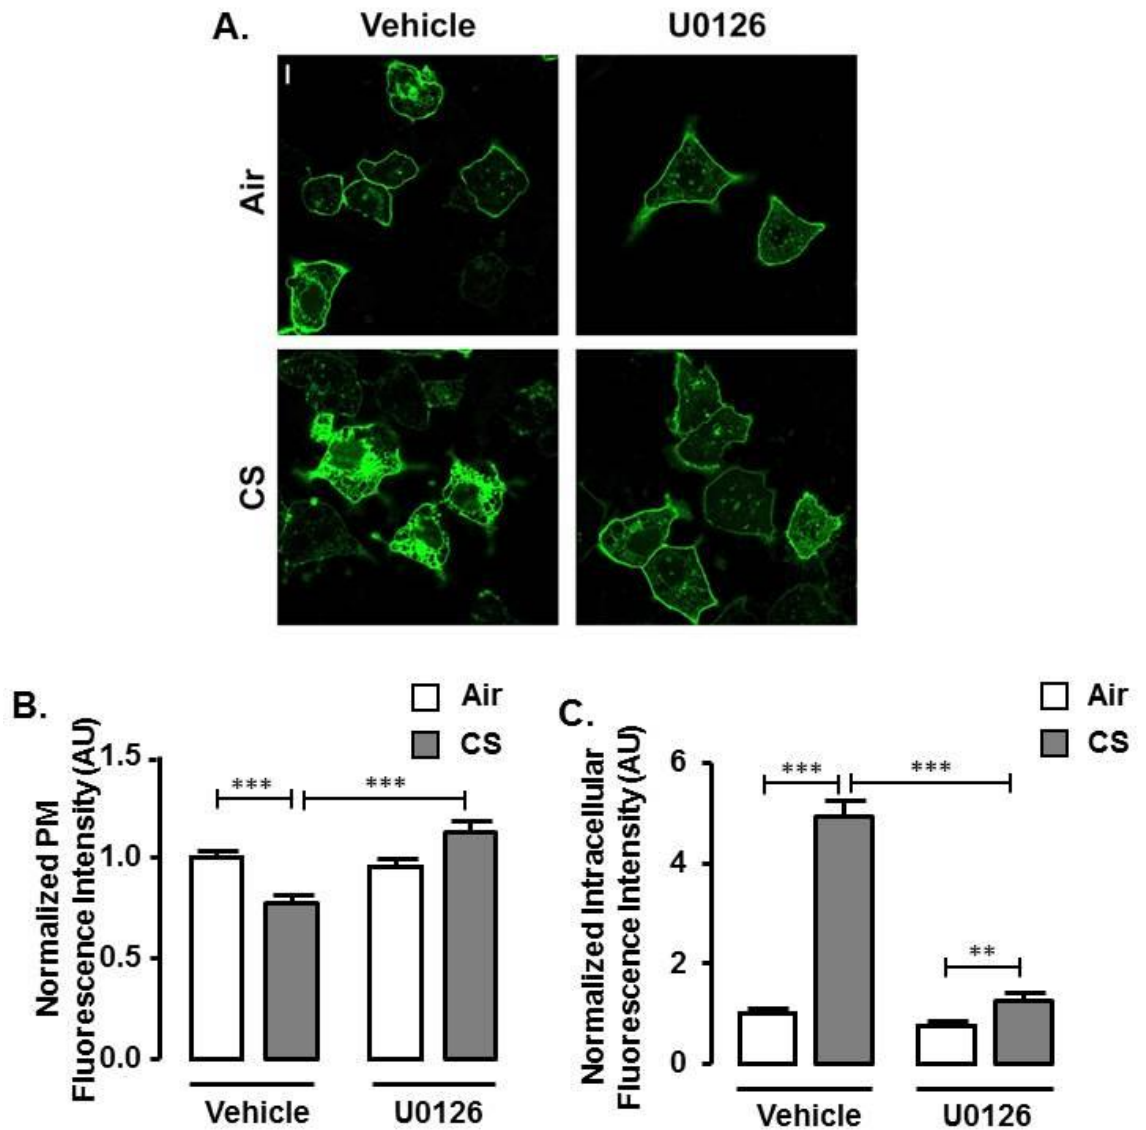 A.
Vehicle
U0126
Air
CS
B.
Air
CS
Normalized PM
Fluorescence Intensity (AU)
1.5
1.0
0.5
0.0
***
***
Vehicle
U0126
C.
Air
CS
Normalized Intracellular
Fluorescence Intensity (AU)
6
4
2
0
***
***
**
Vehicle
U0126